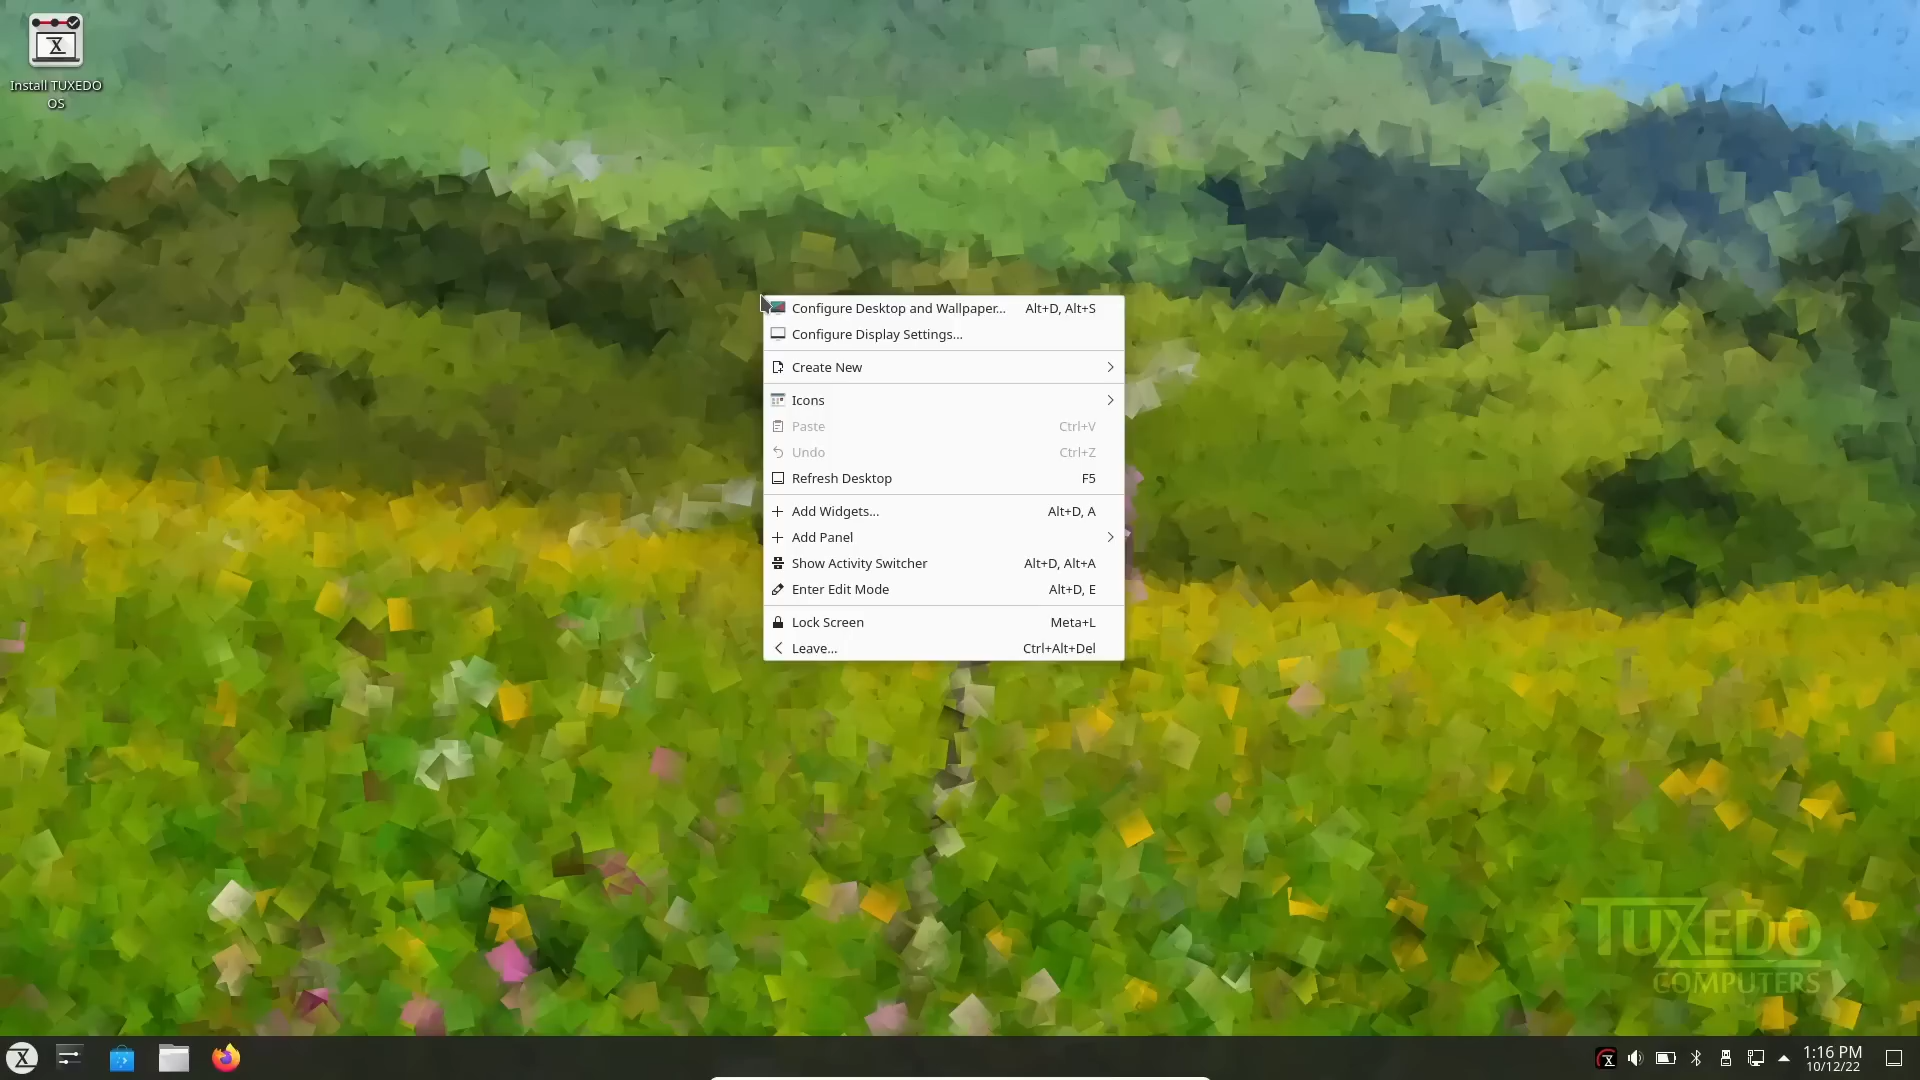 Install TUXEDO
OS
Configure Desktop and Wallpaper... Alt+D, Alt+S
Configure Display Settings...
Create New
Icons
Paste Ctrl+V
Undo Ctrl+Z
Refresh Desktop F5
Add Widgets... Alt+D, A
Add Panel
Show Activity Switcher Alt+D, Alt+A
Enter Edit Mode Alt+D, E
Lock Screen Meta+L
Leave... Ctrl+Alt+Del
TUXEDO
COMPUTERS
1:16 PM
10/12/22